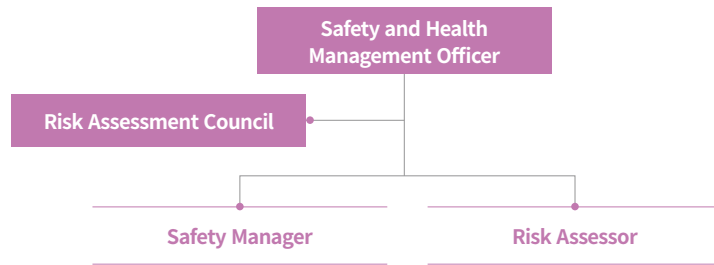 Safety and Health
Management Officer
Risk Assessment Council
Safety Manager
Risk Assessor